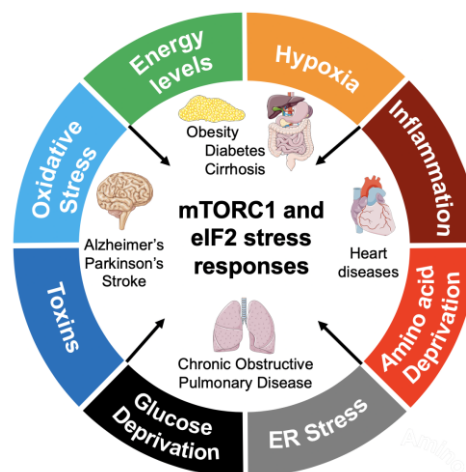 Energy
levels
Hypoxia
Inflammation
Amino acid
Deprivation
ER Stress
Glucose
Deprivation
Toxins
Oxidative
Stress
Obesity
Diabetes
Cirrhosis
mTORC1 and
eIF2 stress
responses
Alzheimer's
Parkinson's
Stroke
Heart
diseases
Chronic Obstructive
Pulmonary Disease